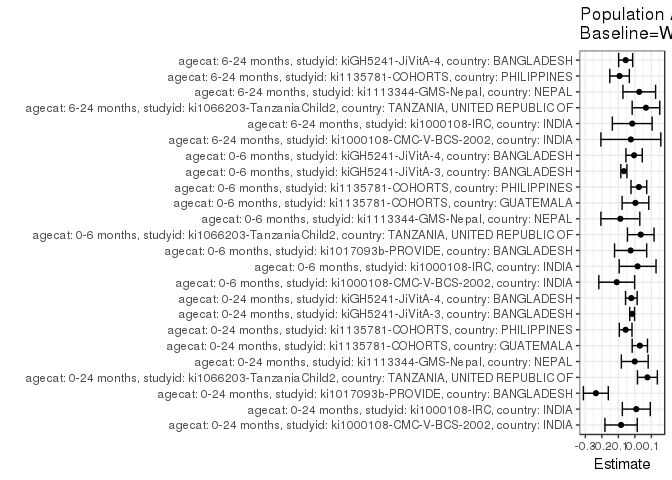 Population
Baseline=W
agecat: 6-24 months, studyid: kiGH5241-JiVitA-4, country: BANGLADESH
agecat: 6-24 months, studyid: ki1135781-COHORTS, country: PHILIPPINES
agecat: 6-24 months, studyid: ki1113344-GMS-Nepal, country: NEPAL
agecat: 6-24 months, studyid: ki1066203-TanzaniaChild2, country: TANZANIA, UNITED REPUBLIC OF
agecat: 6-24 months, studyid: ki1000108-IRC, country: INDIA
agecat: 6-24 months, studyid: ki1000108-CMC-V-BCS-2002, country: INDIA
agecat: 0-6 months, studyid: kiGH5241-JiVitA-4, country: BANGLADESH
agecat: 0-6 months, studyid: kiGH5241-JiVitA-3, country: BANGLADESH
agecat: 0-6 months, studyid: ki1135781-COHORTS, country: PHILIPPINES
agecat: 0-6 months, studyid: ki1135781-COHORTS, country: GUATEMALA
agecat: 0-6 months, studyid: ki1113344-GMS-Nepal, country: NEPAL
agecat: 0-6 months, studyid: ki1066203-TanzaniaChild2, country: TANZANIA, UNITED REPUBLIC OF
agecat: 0-6 months, studyid: ki1017093b-PROVIDE, country: BANGLADESH
agecat: 0-6 months, studyid: ki1000108-IRC, country: INDIA
agecat: 0-6 months, studyid: ki1000108-CMC-V-BCS-2002, country: INDIA
agecat: 0-24 months, studyid: kiGH5241-JiVitA-4, country: BANGLADESH
agecat: 0-24 months, studyid: kiGH5241-JiVitA-3, country: BANGLADESH
agecat: 0-24 months, studyid: ki1135781-COHORTS, country: PHILIPPINES
agecat: 0-24 months, studyid: ki1135781-COHORTS, country: GUATEMALA
agecat: 0-24 months, studyid: ki1113344-GMS-Nepal, country: NEPAL
agecat: 0-24 months, studyid: ki1066203-TanzaniaChild2, country: TANZANIA, UNITED REPUBLIC OF
agecat: 0-24 months, studyid: ki1017093b-PROVIDE, country: BANGLADESH
agecat: 0-24 months, studyid: ki1000108-IRC, country: INDIA
agecat: 0-24 months, studyid: ki1000108-CMC-V-BCS-2002, country: INDIA
-0.3-0.2-0.10.00.1
Estimate